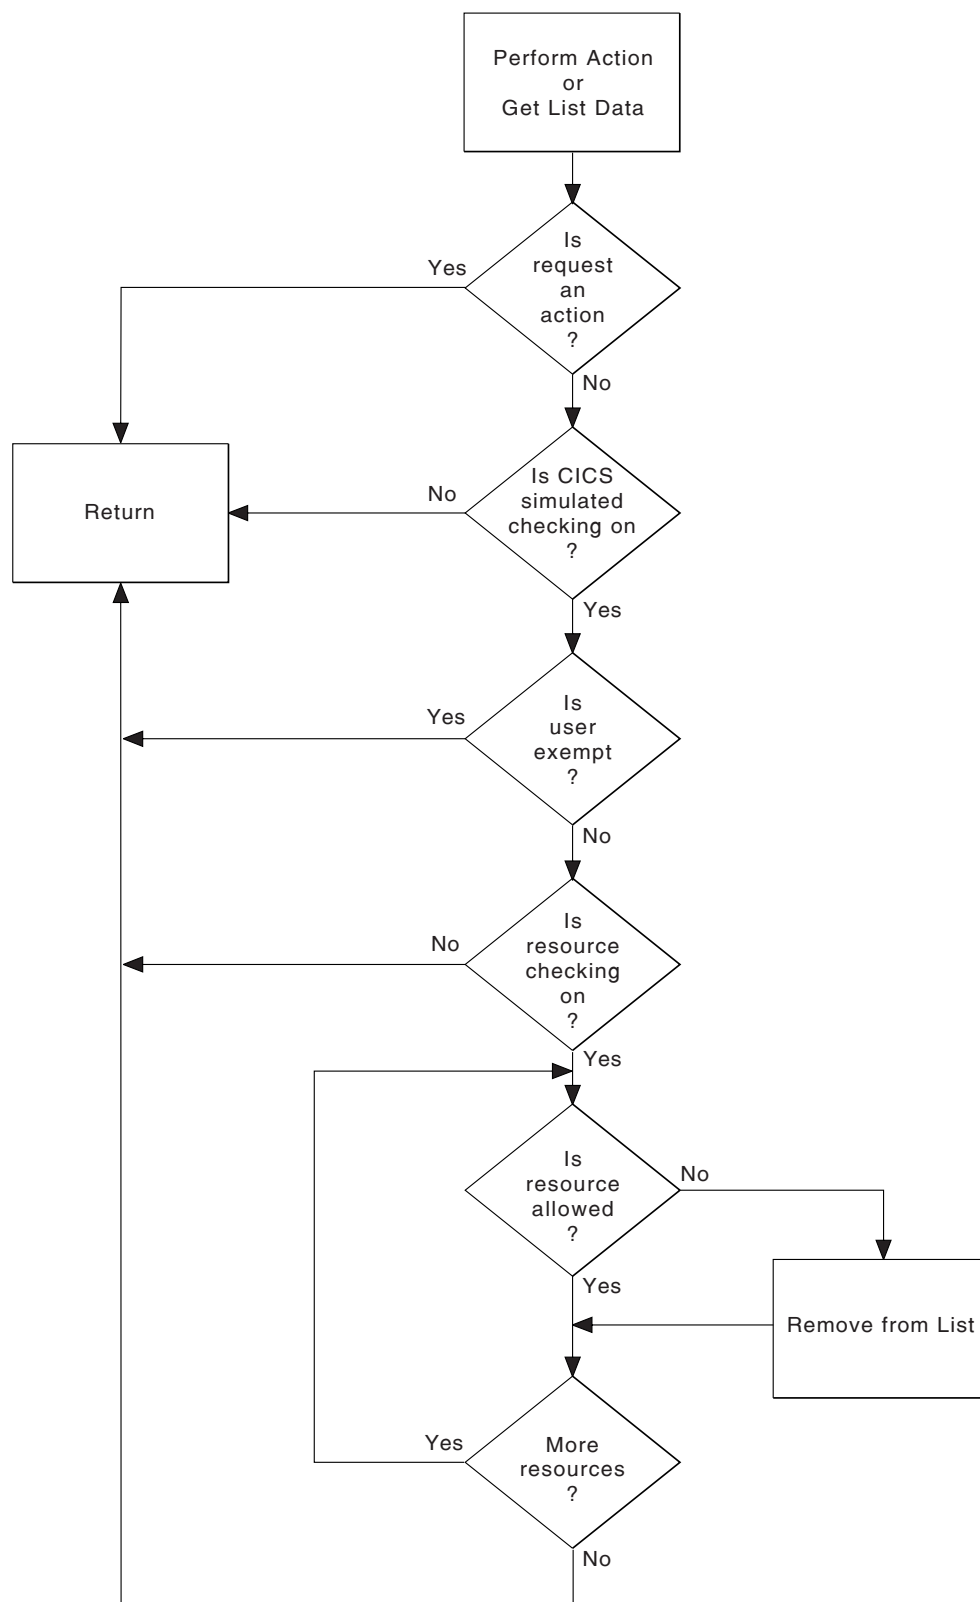 Perform Action
or
Get List Data
Is
request
an
action
?
Yes
No
Is CICS
simulated
checking on
?
No
Return
Yes
Is
user
exempt
?
Yes
No
Is
resource
checking
on
?
No
Yes
Is
resource
allowed
?
No
Yes
Remove from List
More
resources
?
Yes
No